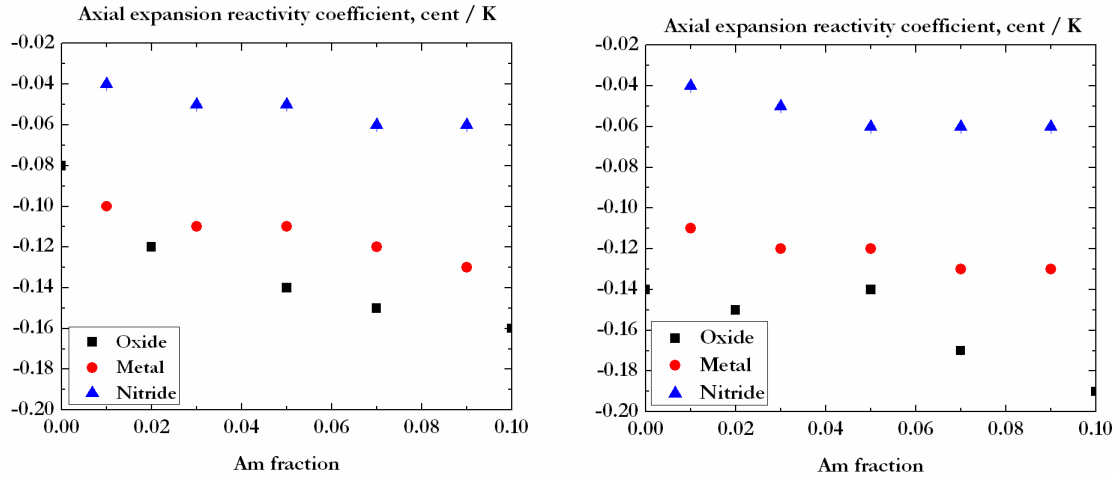 Axial expansion reactivity coefficient, cent / K
-0.02
-0.04
-0.06
-0.08
-0.10
-0.12
-0.14
-0.16
-0.18
-0.20
Oxide
Metal
Nitride
0.00 0.02 0.04 0.06 0.08 0.10
Am fraction
Axial expansion reactivity coefficient, cent / K
-0.02
-0.04
-0.06
-0.08
-0.10
-0.12
-0.14
-0.16
-0.18
-0.20
Oxide
Metal
Nitride
0.00 0.02 0.04 0.06 0.08 0.10
Am fraction